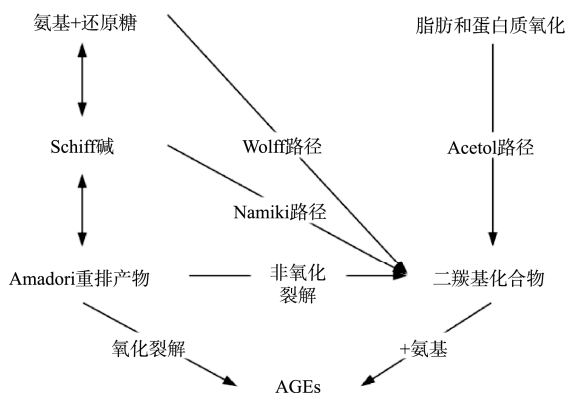 氨基+还原糖
脂肪和蛋白质氧化
Schiff碱
Wolff路径
Acetol路径
Namiki路径
Amadori重排产物
非氧化
裂解
二羰基化合物
氧化裂解
+氨基
AGEs